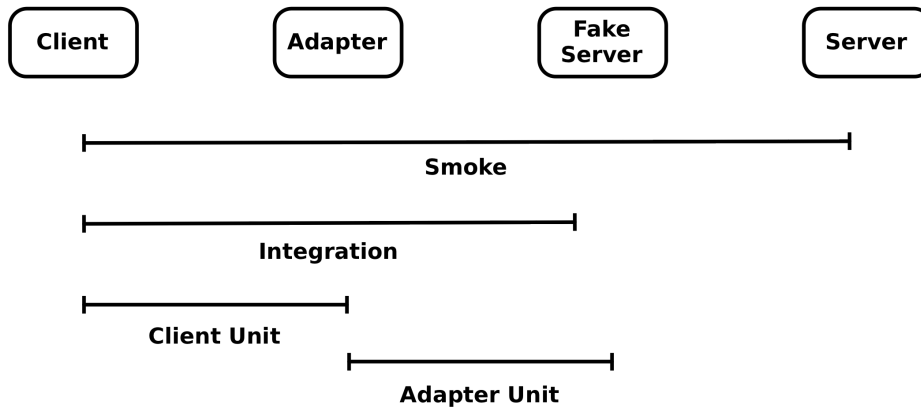 Client
Adapter
Fake
Server
Server
Smoke
Integration
Client Unit
Adapter Unit